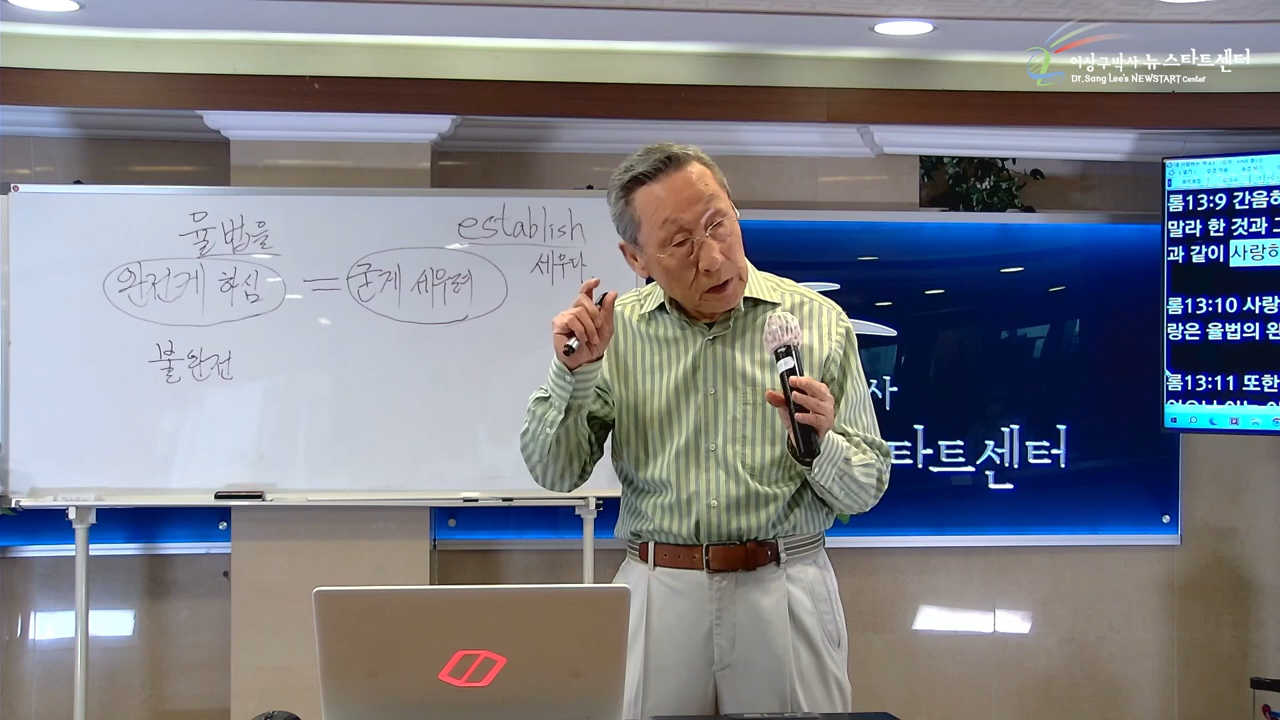 이상구박사 뉴스타트센터
Dr. Sang Lee's NEWSTART Center
율법을
establish
완전케 하심 = 굳게 세우려
세우다
불완전
사
타트센터
롬13:9 간음하
말라 한 것과 그
과 같이 사랑하
롬13:10 사랑
랑은 율법의 완
롬13:11 또한